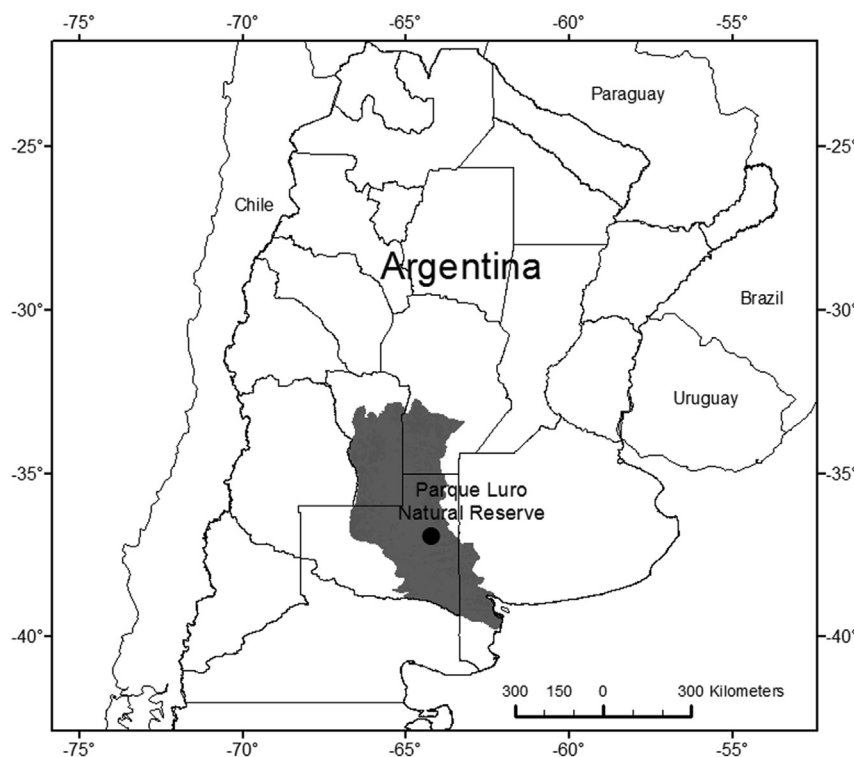 -75° -70° -65° -60° -55°
Paraguay
-25° -25°
Chile
Argentina
-30° -30°
Brazil
Uruguay
-35° -35°
Parque Luro
Natural Reserve
-40° -40°
300 150 0 300 Kilometers
-75° -70° -65° -60° -55°